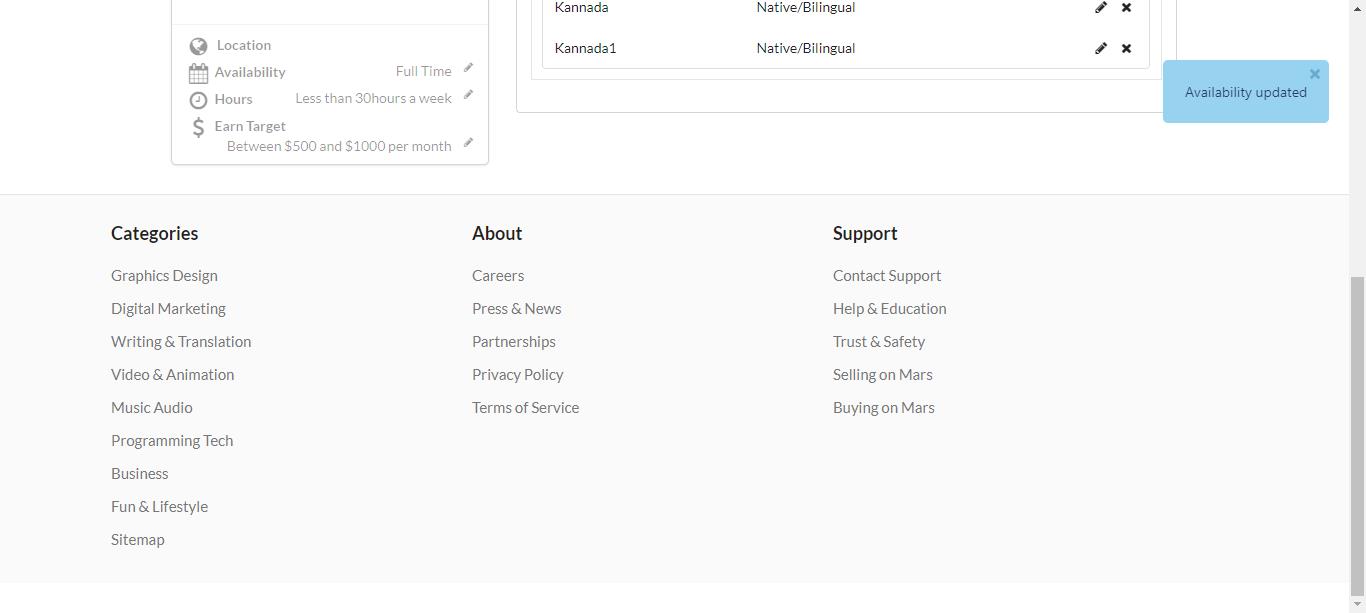 Kannada Native/Bilingual
Kannada1 Native/Bilingual
Location
Availability Full Time
Hours Less than 30hours a week
Earn Target
Between $500 and $1000 per month
Availability updated
Categories
Graphics Design
Digital Marketing
Writing & Translation
Video & Animation
Music Audio
Programming Tech
Business
Fun & Lifestyle
Sitemap
About
Careers
Press & News
Partnerships
Privacy Policy
Terms of Service
Support
Contact Support
Help & Education
Trust & Safety
Selling on Mars
Buying on Mars